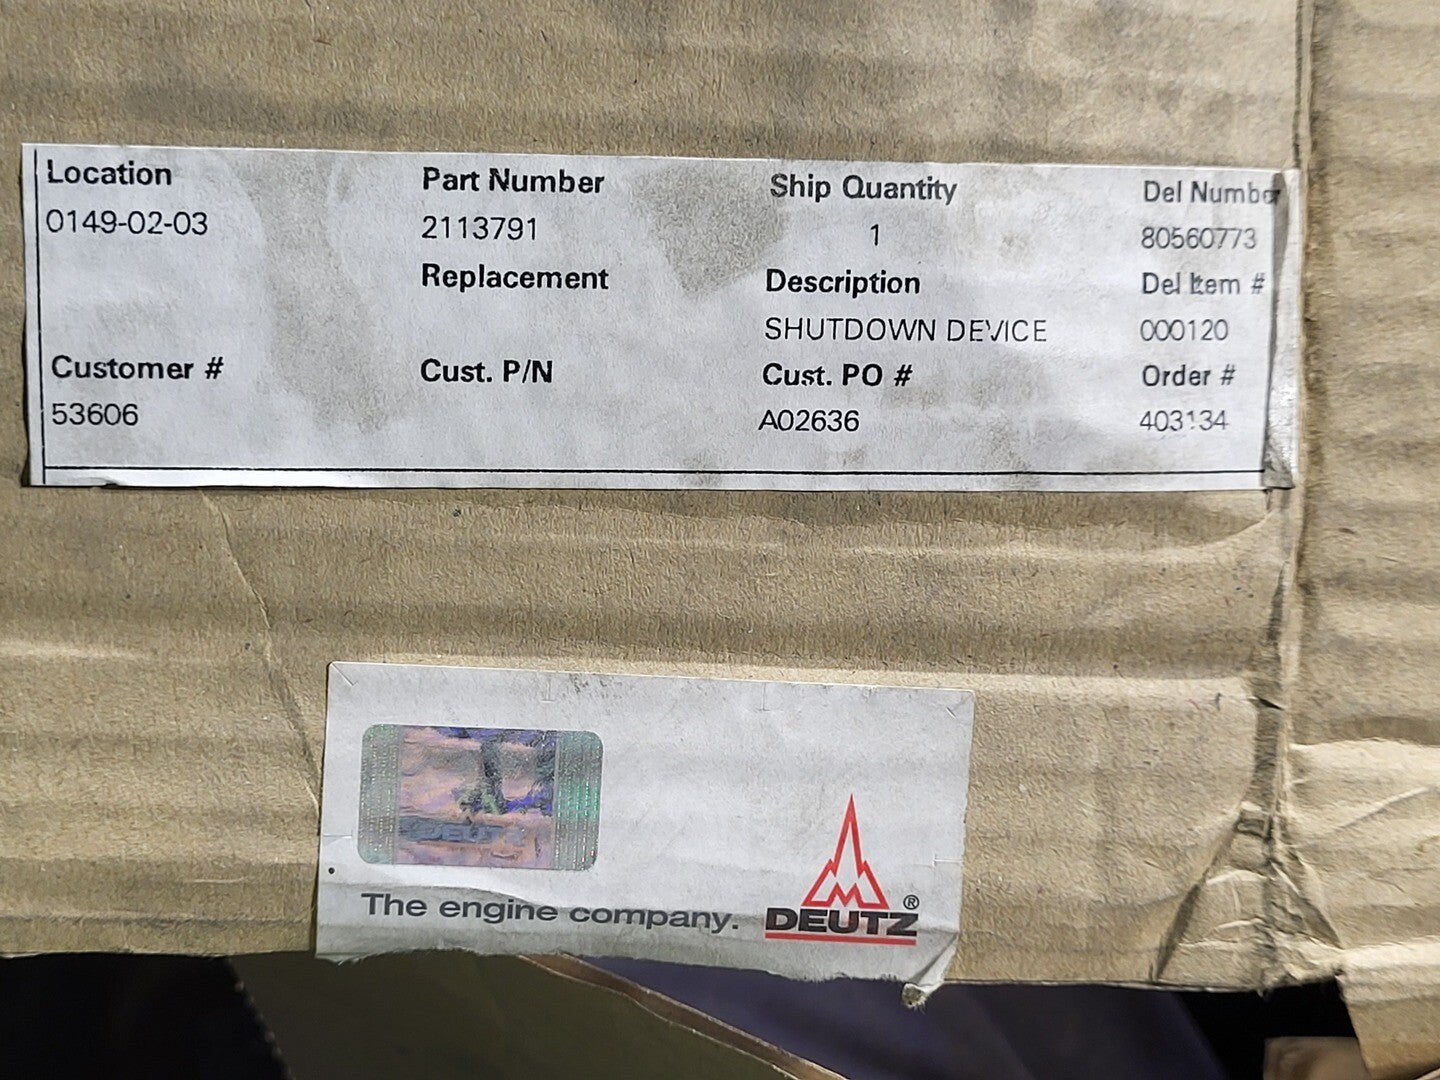 Location Part Number Ship Quantity Del Number
0149-02-03 2113791 1 80560773
Replacement Description Del Item #
SHUTDOWN DEVICE 000120
Customer # Cust. P/N Cust. PO # Order #
53606 A02636 403134
DEUTZ
The engine company. DEUTZ ®